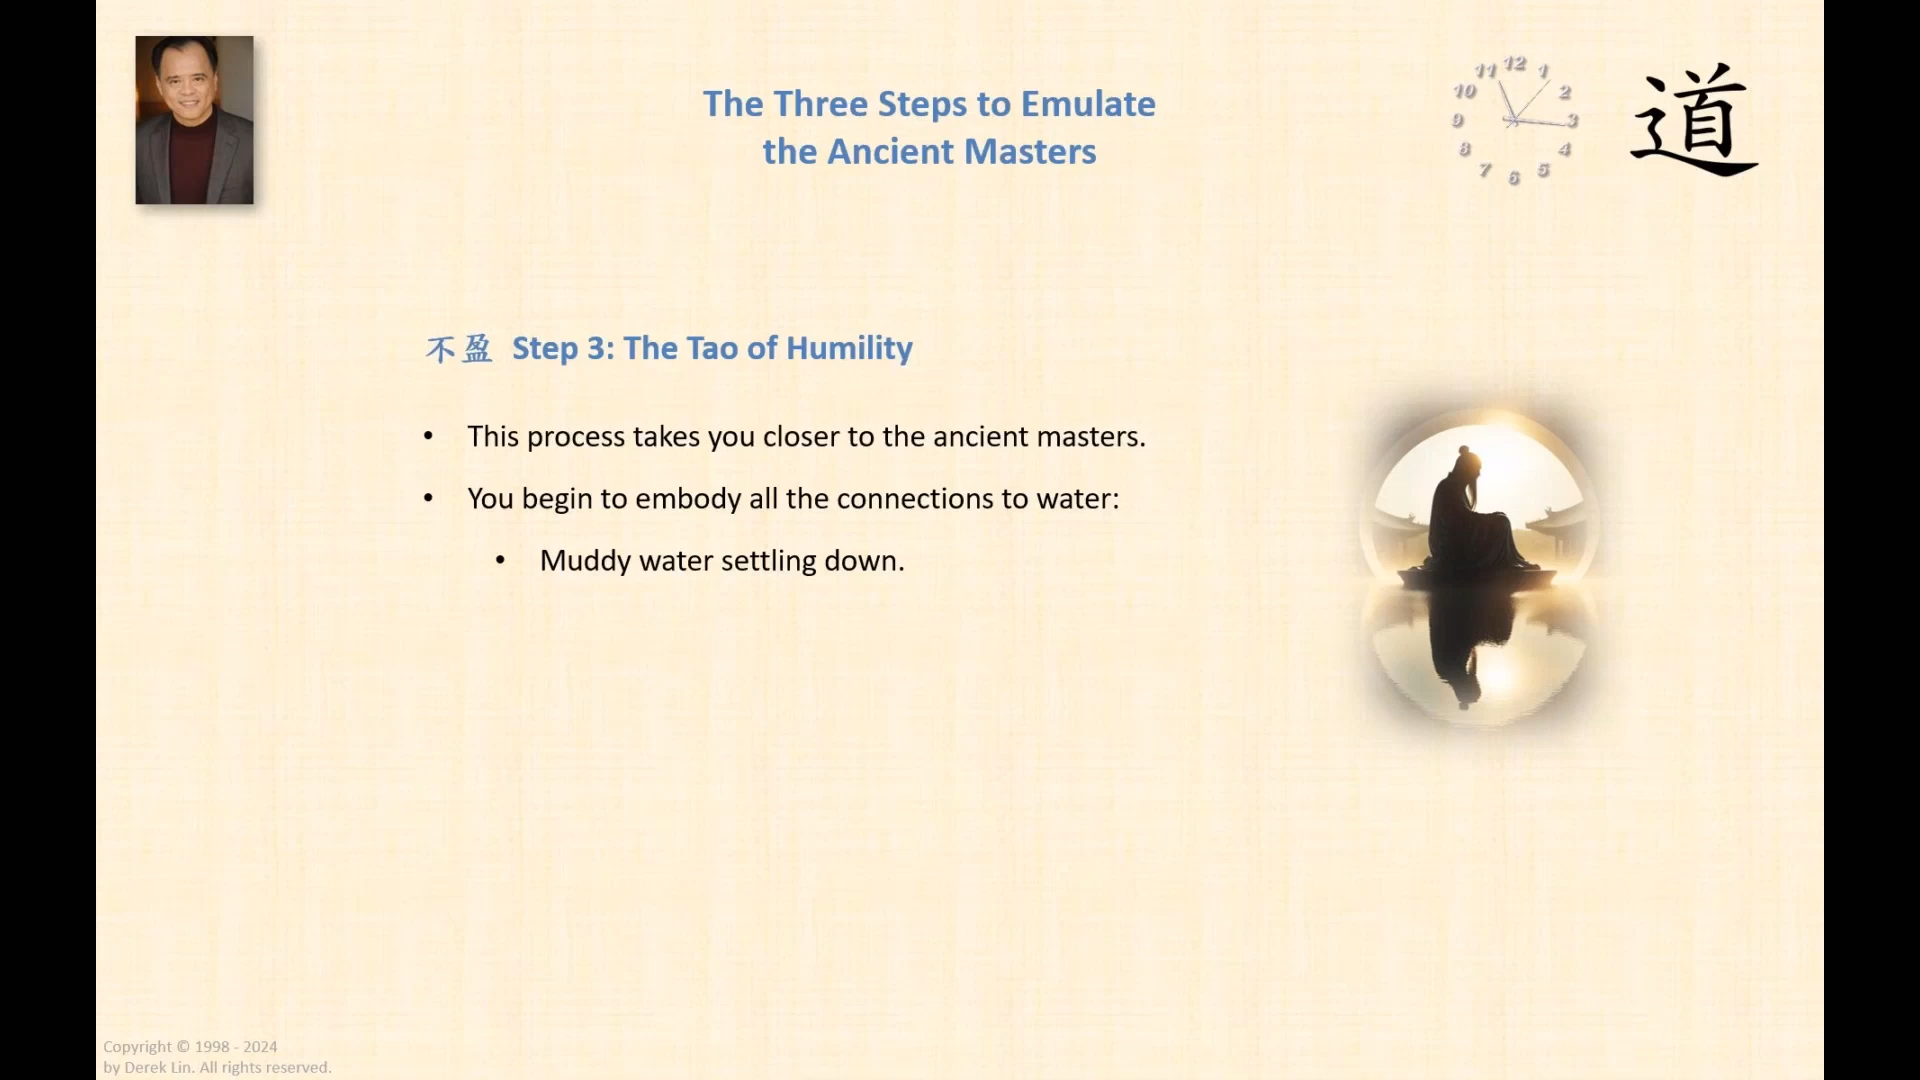 The Three Steps to Emulate
the Ancient Masters
11 12 1
10 2
9 3
8 4
7 6 5
道
不盈 Step 3: The Tao of Humility
• This process takes you closer to the ancient masters.
• You begin to embody all the connections to water:
• Muddy water settling down.
Copyright © 1998 - 2024
by Derek Lin. All rights reserved.